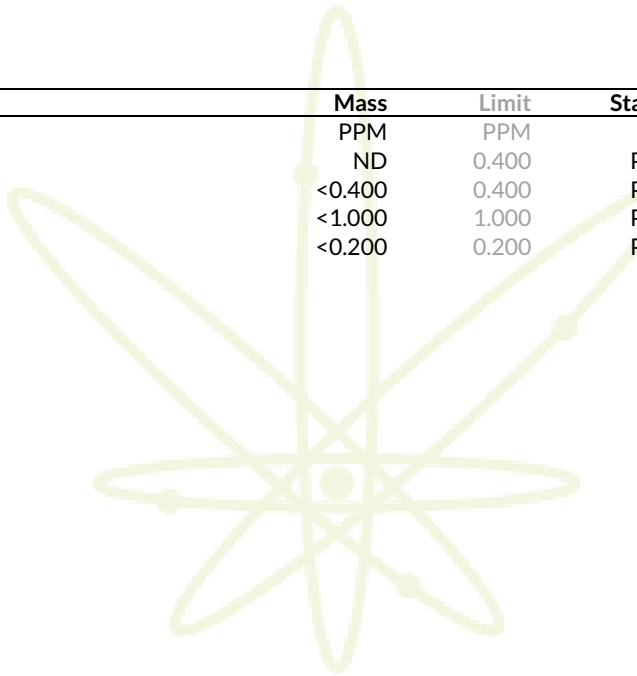 Mass Limit Sta
PPM PPM
ND 0.400 P
<0.400 0.400 P
<1.000 1.000 P
<0.200 0.200 P